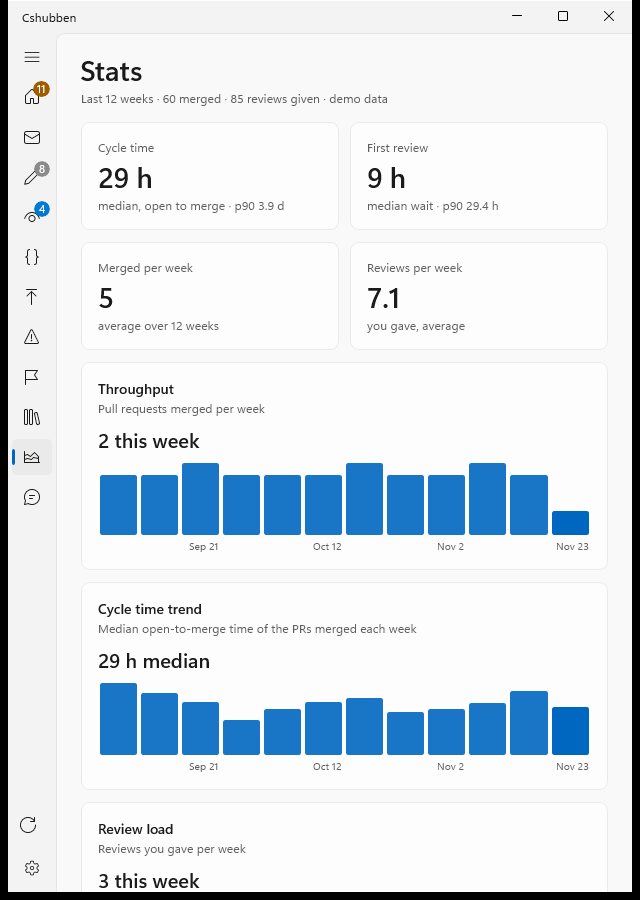 Cshubben
11
8
4
Stats
Last 12 weeks · 60 merged · 85 reviews given · demo data
Cycle time
29 h
median, open to merge · p90 3.9 d
First review
9 h
median wait · p90 29.4 h
Merged per week
5
average over 12 weeks
Reviews per week
7.1
you gave, average
Throughput
Pull requests merged per week
2 this week
Sep 21 Oct 12 Nov 2 Nov 23
Cycle time trend
Median open-to-merge time of the PRs merged each week
29 h median
Sep 21 Oct 12 Nov 2 Nov 23
Review load
Reviews you gave per week
3 this week